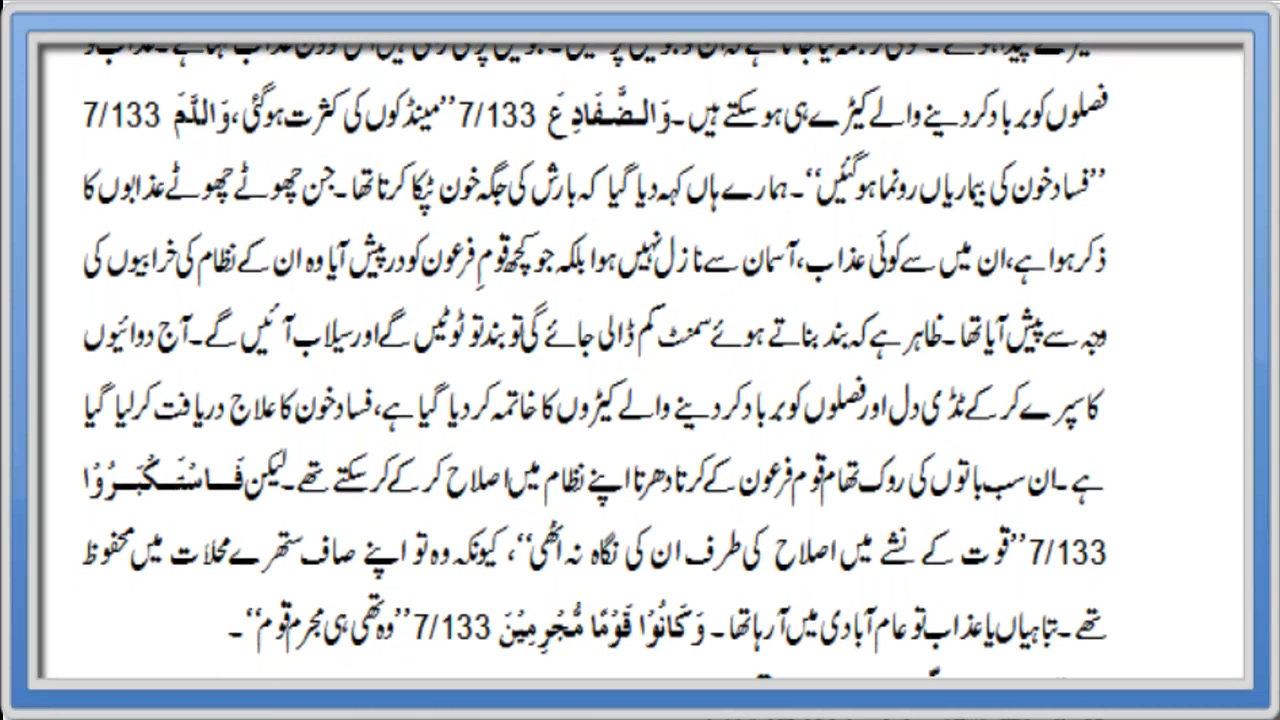 فصلوں کو برباد کر دینے والے کیڑے ہی ہو سکتے ہیں۔ وَالضَّفَادِعَ 7/133 ’’مینڈکوں کی کثرت ہوگئی، وَالدَّمَ 7/133
’’فسادِ خون کی بیماریاں رونما ہوگئیں‘‘۔ ہمارے ہاں کہہ دیا گیا کہ بارش کی جگہ خون ٹپکا کرتا تھا۔ جن چھوٹے چھوٹے عذابوں کا
ذکر ہوا ہے، ان میں سے کوئی عذاب، آسمان سے نازل نہیں ہوا بلکہ جو کچھ قومِ فرعون کو درپیش آیا وہ ان کے نظام کی خرابیوں کی
وجہ سے پیش آیا تھا۔ ظاہر ہے کہ بند بناتے ہوئے سمنٹ کم ڈالی جائے گی تو بند تو ٹوٹیں گے اور سیلاب آئیں گے۔ آج دوائیوں
کا سپرے کر کے ٹڈی دل اور فصلوں کو برباد کر دینے والے کیڑوں کا خاتمہ کر دیا گیا ہے، فساد خون کا علاج دریافت کر لیا گیا
ہے۔ ان سب باتوں کی روک تھام قوم فرعون کے کرتا دھرتا اپنے نظام میں اصلاح کر کے کر سکتے تھے۔ لیکن فَاسْتَكْبَرُوْا
7/133 ’’قوت کے نشے میں اصلاح کی طرف ان کی نگاہ نہ اٹھی‘‘، کیونکہ وہ تو اپنے صاف ستھرے محلات میں محفوظ
تھے۔ تباہیاں یا عذاب تو عام آبادی میں آ رہا تھا۔ وَكَانُوْا قَوْمًا مُّجْرِمِيْنَ 7/133 ’’وہ تھی ہی مجرم قوم‘‘۔